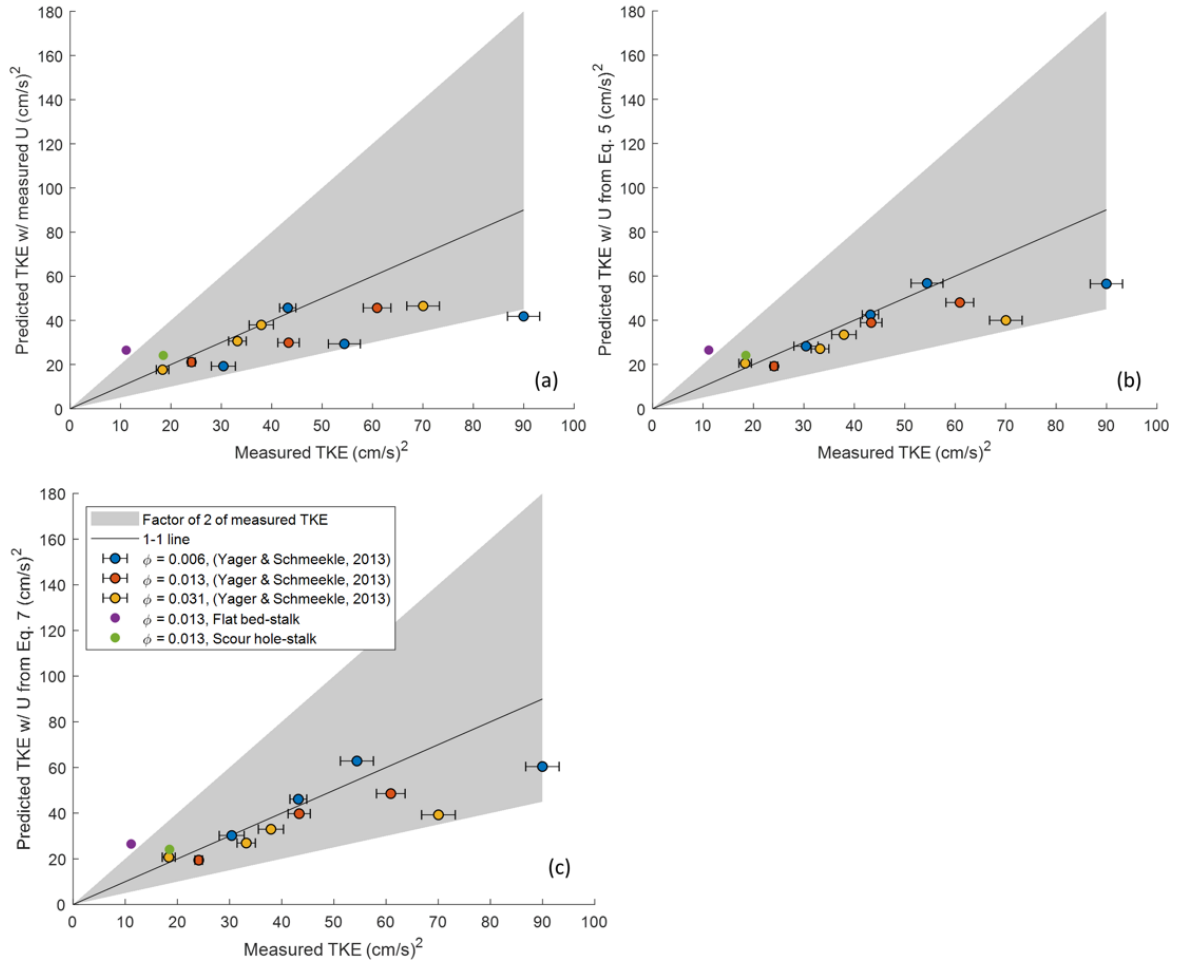 180
160
140
120
100
80
60
40
20
0
Predicted TKE w/ measured U (cm/s)²
0 10 20 30 40 50 60 70 80 90 100
Measured TKE (cm/s)²
(a)
180
160
140
120
100
80
60
40
20
0
Predicted TKE w/ U from Eq. 5 (cm/s)²
0 10 20 30 40 50 60 70 80 90 100
Measured TKE (cm/s)²
(b)
180
160
140
120
100
80
60
40
20
0
Predicted TKE w/ U from Eq. 7 (cm/s)²
Factor of 2 of measured TKE
1-1 line
ϕ = 0.006, (Yager & Schmeekle, 2013)
ϕ = 0.013, (Yager & Schmeekle, 2013)
ϕ = 0.031, (Yager & Schmeekle, 2013)
ϕ = 0.013, Flat bed-stalk
ϕ = 0.013, Scour hole-stalk
0 10 20 30 40 50 60 70 80 90 100
Measured TKE (cm/s)²
(c)